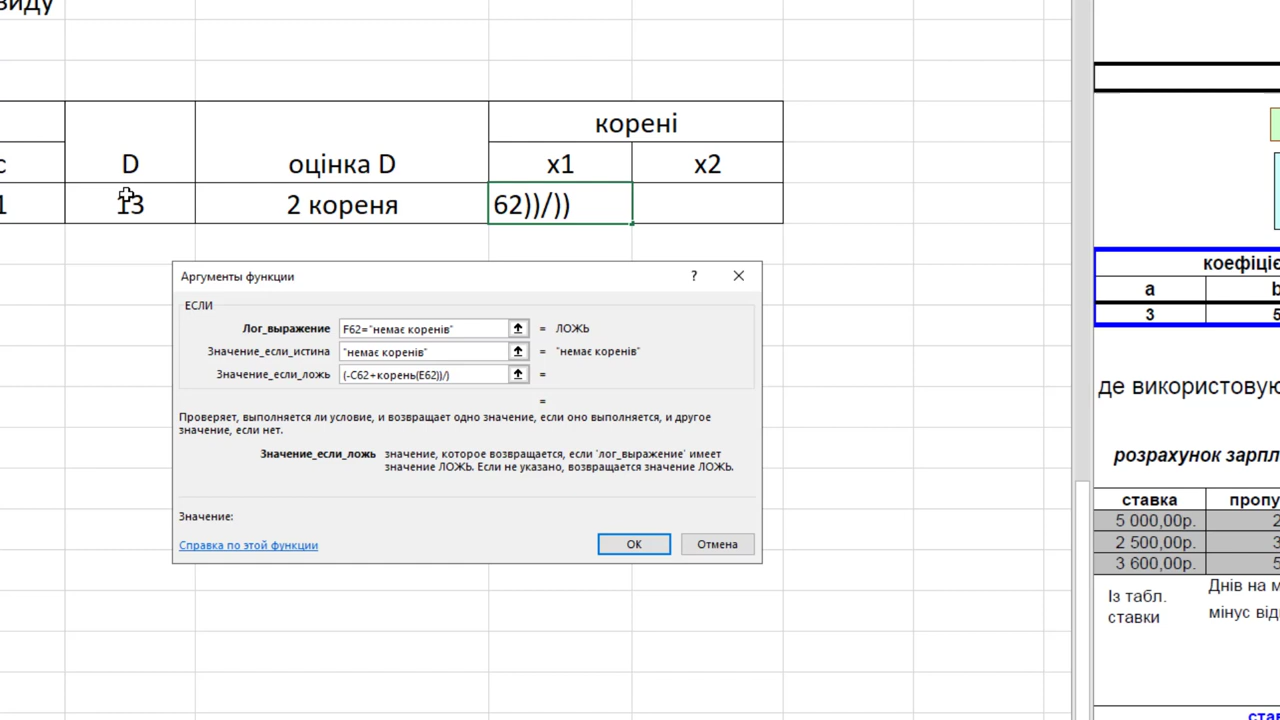 виду
корені
c
D
оцінка D
x1
x2
1
13
2 кореня
62))/))
Аргументы функции
?
ЕСЛИ
Лог_выражение
F62="немає коренів"
= ЛОЖЬ
Значение_если_истина
"немає коренів"
= "немає коренів"
Значение_если_ложь
(-C62+корень(E62))/)
=
=
Проверяет, выполняется ли условие, и возвращает одно значение, если оно выполняется, и другое
значение, если нет.
Значение_если_ложь
значение, которое возвращается, если 'лог_выражение' имеет
значение ЛОЖЬ. Если не указано, возвращается значение ЛОЖЬ.
Значение:
Справка по этой функции
ОК
Отмена
коефіціє
a
b
3
5
де використовую
розрахунок зарпл
ставка
пропу
5 000,00р.
2
2 500,00р.
3
3 600,00р.
5
Із табл.
ставки
Днів на м
мінус відп
ста